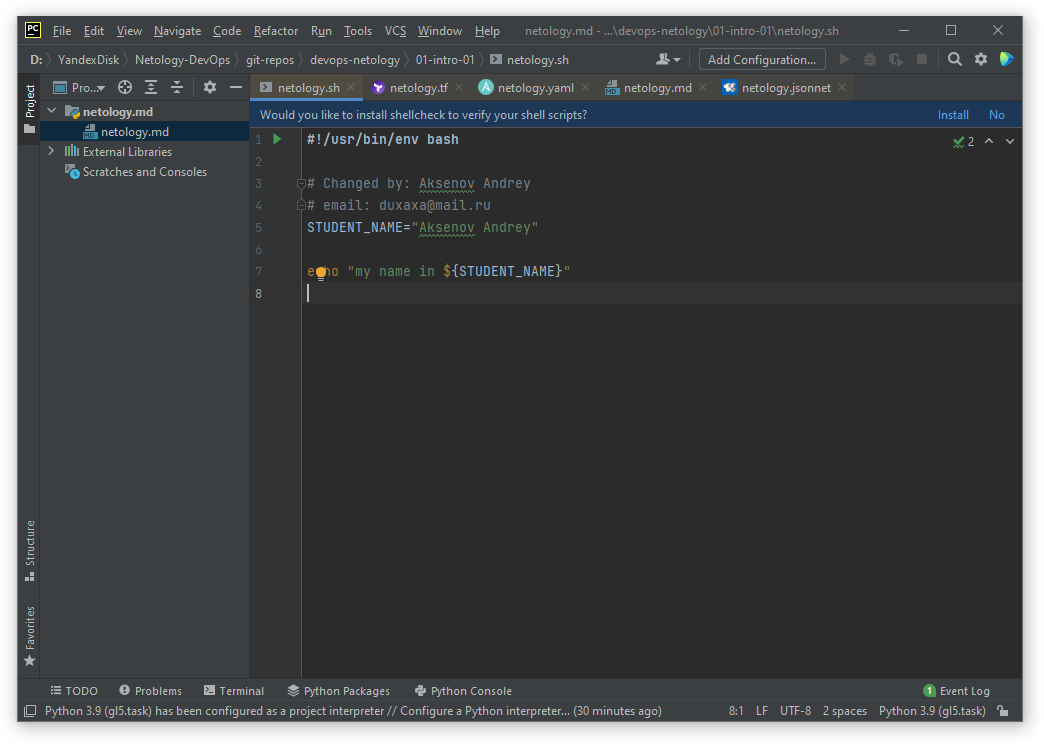 PC File Edit View Navigate Code Refactor Run Tools VCS Window Help netology.md - ...\devops-netology\01-intro-01\netology.sh
D: YandexDisk Netology-DevOps git-repos devops-netology 01-intro-01 netology.sh Add Configuration...
Project
Pro... netology.sh netology.tf netology.yaml netology.md netology.jsonnet
netology.md
netology.md
External Libraries
Scratches and Consoles
Would you like to install shellcheck to verify your shell scripts? Install No
1 #!/usr/bin/env bash 2
2
3 # Changed by: Aksenov Andrey
4 # email: duxaxa@mail.ru
5 STUDENT_NAME="Aksenov Andrey"
6
7 echo "my name in ${STUDENT_NAME}"
8
Structure
Favorites
TODO Problems Terminal Python Packages Python Console 1 Event Log
Python 3.9 (gl5.task) has been configured as a project interpreter // Configure a Python interpreter... (30 minutes ago) 8:1 LF UTF-8 2 spaces Python 3.9 (gl5.task)